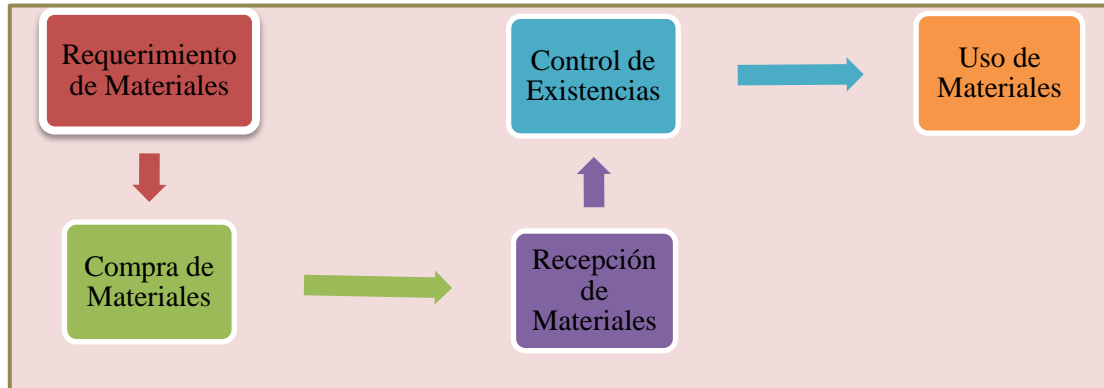 Requerimiento
de Materiales
Compra de
Materiales
Recepción
de
Materiales
Control de
Existencias
Uso de
Materiales